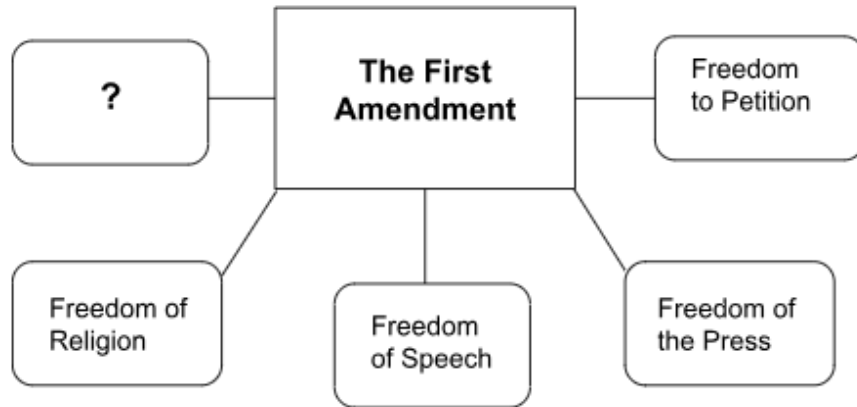 ?
The First
Amendment
Freedom
to Petition
Freedom of
Religion
Freedom
of Speech
Freedom of
the Press